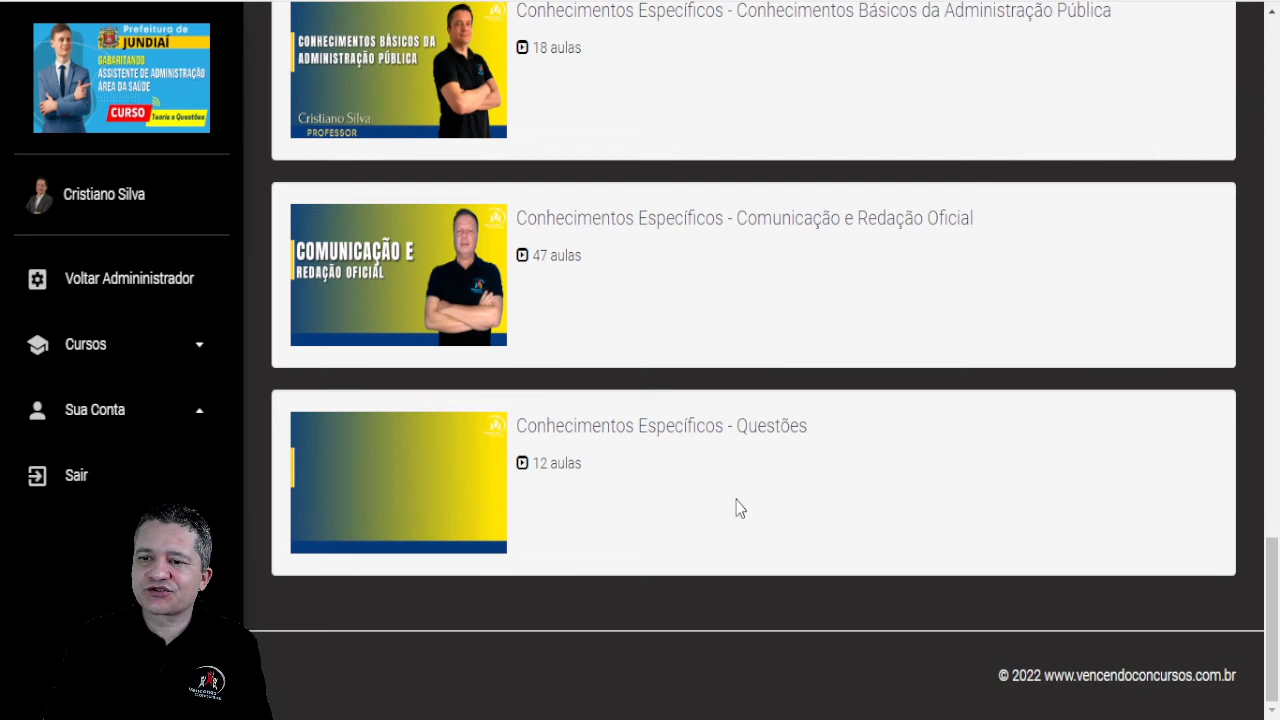 Prefeitura de
JUNDIAÍ
GABARITANDO
ASSISTENTE DE ADMINISTRAÇÃO
ÁREA DA SAÚDE
CURSO
Teoria e Questões
Cristiano Silva
Voltar Admininistrador
Cursos
Sua Conta
Sair
Conhecimentos Específicos - Conhecimentos Básicos da Administração Pública
18 aulas
CONHECIMENTOS BÁSICOS DA
ADMINISTRAÇÃO PÚBLICA
Cristiano Silva
PROFESSOR
Conhecimentos Específicos - Comunicação e Redação Oficial
47 aulas
COMUNICAÇÃO E
REDAÇÃO OFICIAL
Conhecimentos Específicos - Questões
12 aulas
Vencendo
Concursos
© 2022 www.vencendoconcursos.com.br